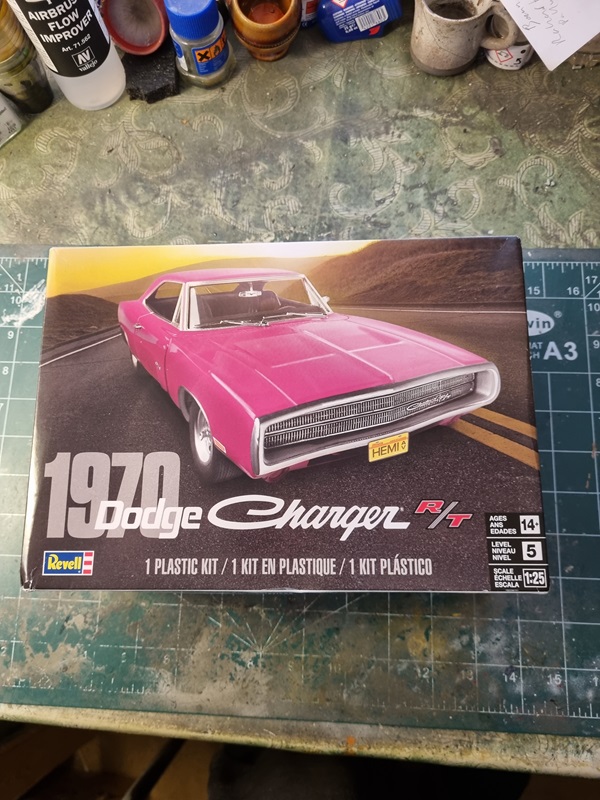 AIRBRUSH
FLOW
IMPROVER
Art. 71.562
vallejo
A3
HEMI
1970
Dodge Charger R/T
Revell
1 PLASTIC KIT / 1 KIT EN PLASTIQUE / 1 KIT PLÁSTICO
AGES
ANS
EDADES
14+
LEVEL
NIVEAU
NIVEL
5
SCALE
ÉCHELLE
ESCALA
1:25